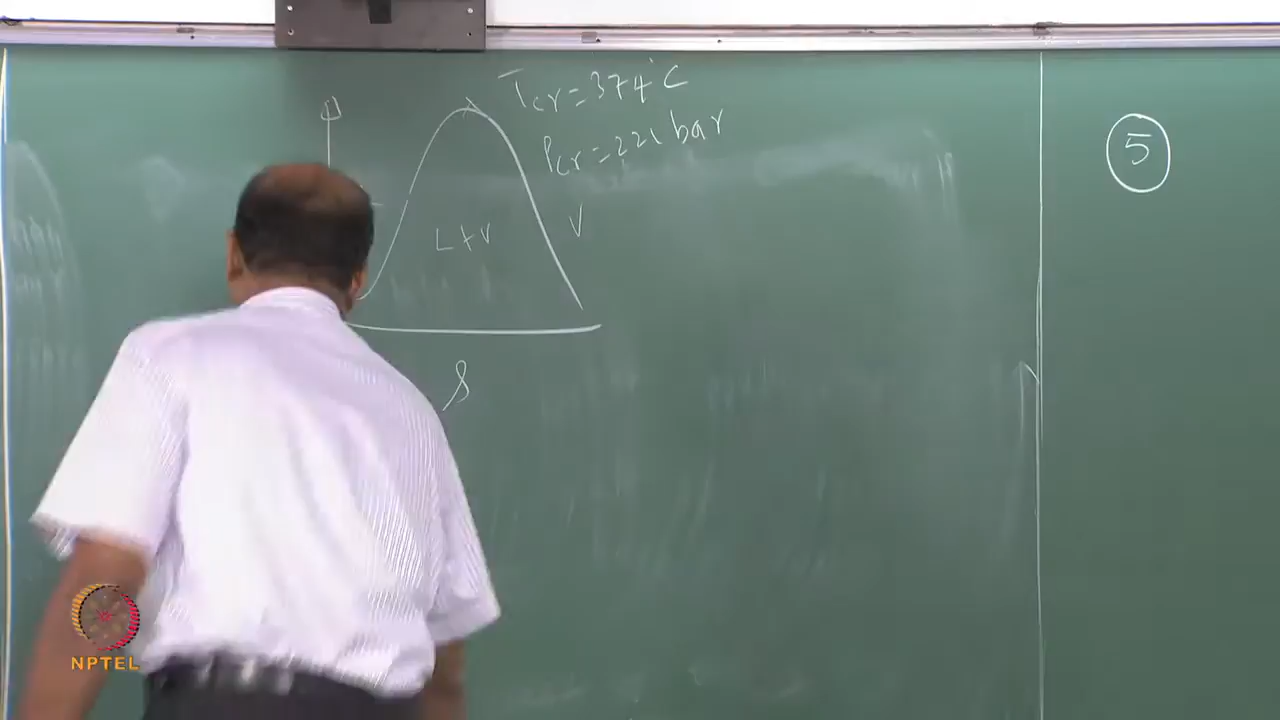 Tcr = 374°C
Pcr = 221 bar
5
L+V
V
s
NPTEL